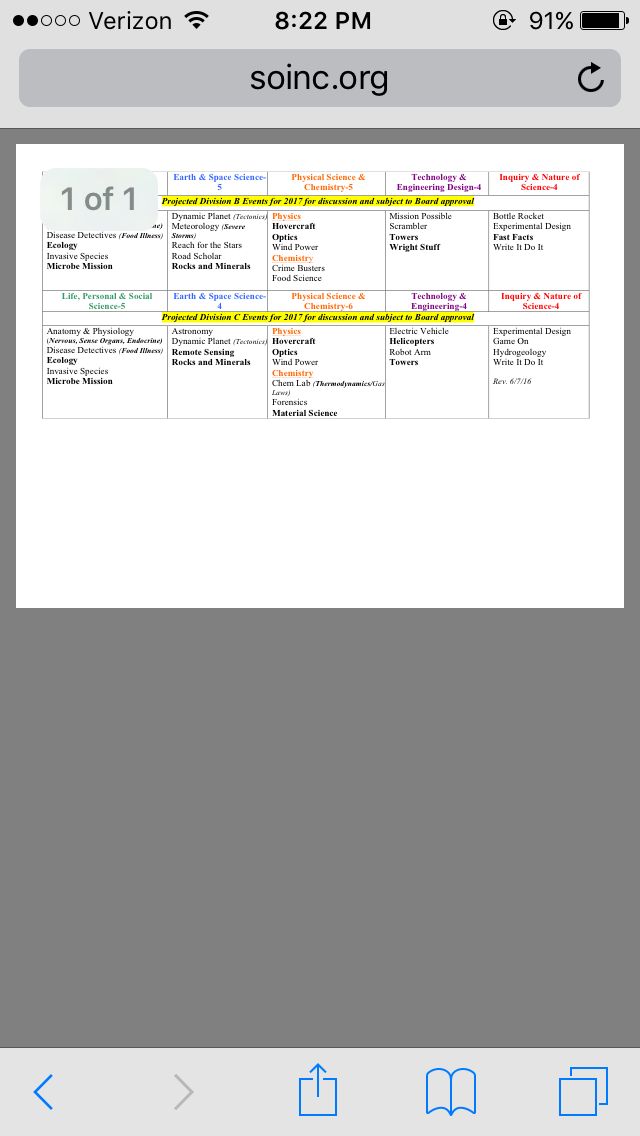 Verizon 8:22 PM 91%
soinc.org
1 of 1
Earth & Space Science-5
Physical Science & Chemistry-5
Technology & Engineering Design-4
Inquiry & Nature of Science-4
Projected Division B Events for 2017 for discussion and subject to Board approval
Disease Detectives (Food Illness)
Ecology
Invasive Species
Microbe Mission
Dynamic Planet (Tectonics)
Meteorology (Severe
Storms)
Reach for the Stars
Road Scholar
Rocks and Minerals
Physics
Hovercraft
Optics
Wind Power
Chemistry
Crime Busters
Food Science
Mission Possible
Scrambler
Towers
Wright Stuff
Bottle Rocket
Experimental Design
Fast Facts
Write It Do It
Life, Personal & Social
Science-5
Earth & Space Science-
4
Physical Science &
Chemistry-6
Technology &
Engineering-4
Inquiry & Nature of
Science-4
Projected Division C Events for 2017 for discussion and subject to Board approval
Anatomy & Physiology
(Nervous, Sense Organs, Endocrine)
Disease Detectives (Food Illness)
Ecology
Invasive Species
Microbe Mission
Astronomy
Dynamic Planet (Tectonics)
Remote Sensing
Rocks and Minerals
Physics
Hovercraft
Optics
Wind Power
Chemistry
Chem Lab (Thermodynamics/Gas
Laws)
Forensics
Material Science
Electric Vehicle
Helicopters
Robot Arm
Towers
Experimental Design
Game On
Hydrogeology
Write It Do It
Rev. 6/7/16